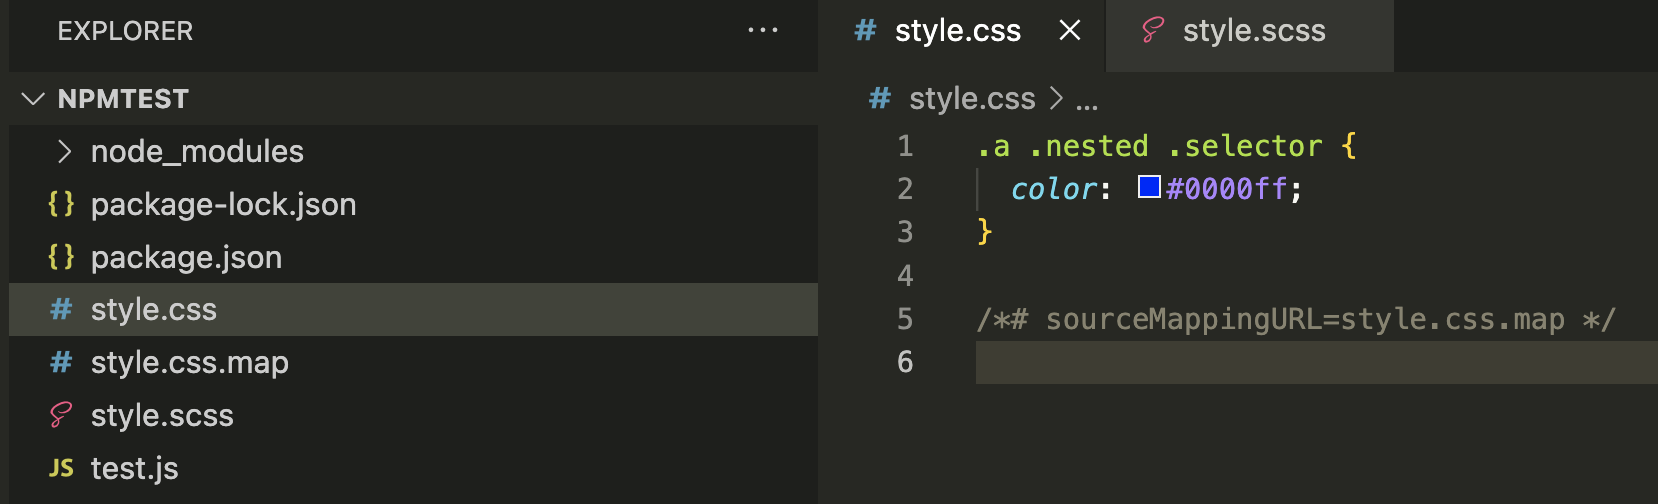 EXPLORER ...
NPMTEST
node_modules
{} package-lock.json
{} package.json
# style.css
# style.css.map
style.scss
JS test.js
# style.css style.scss
# style.css > ...
1 .a .nested .selector {
2 color: #0000ff;
3 }
4
5 /*# sourceMappingURL=style.css.map */
6